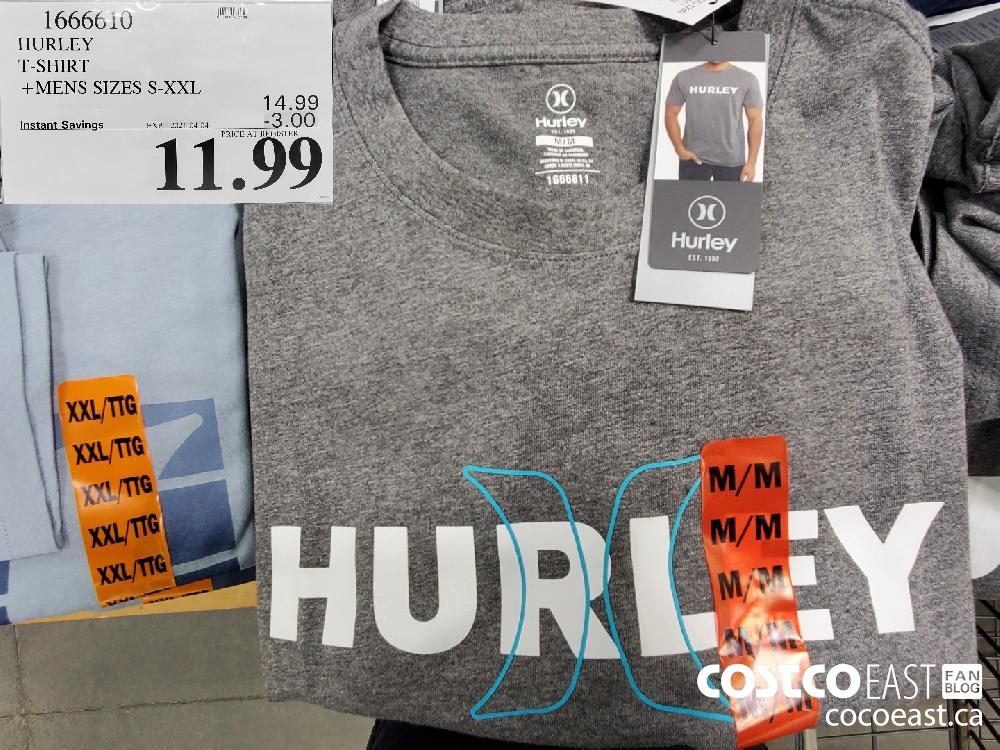 1666610
HURLEY
T-SHIRT
+MENS SIZES S-XXL
14.99
-3.00
Instant Savings
PRICE AT REGISTER
11.99
Hurley
M/M
1666611
HURLEY
Hurley
EST. 1999
XXL/TTG
XXL/TTG
XXL/TTG
XXL/TTG
XXL/TTG
M/M
M/M
M/M
M/M
M/M
HURLEY
COSTCO EAST FAN BLOG
cocoeast.ca